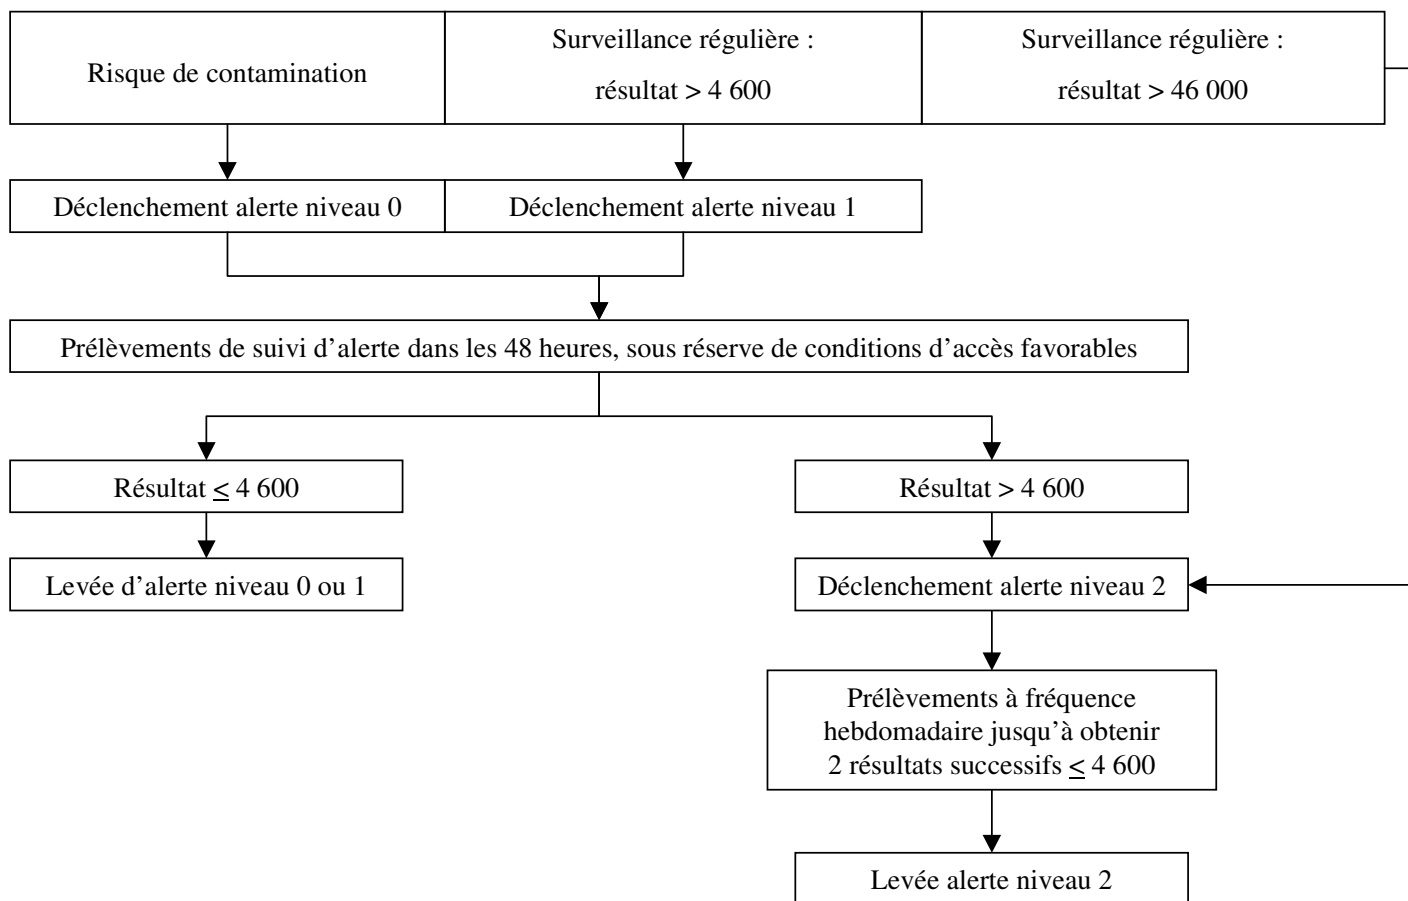 Risque de contamination
Surveillance régulière :
résultat > 4 600
Surveillance régulière :
résultat > 46 000
Déclenchement alerte niveau 0
Déclenchement alerte niveau 1
Prélèvements de suivi d’alerte dans les 48 heures, sous réserve de conditions d’accès favorables
Résultat ≤ 4 600
Résultat > 4 600
Levée d’alerte niveau 0 ou 1
Déclenchement alerte niveau 2
Prélèvements à fréquence
hebdomadaire jusqu’à obtenir
2 résultats successifs ≤ 4 600
Levée alerte niveau 2